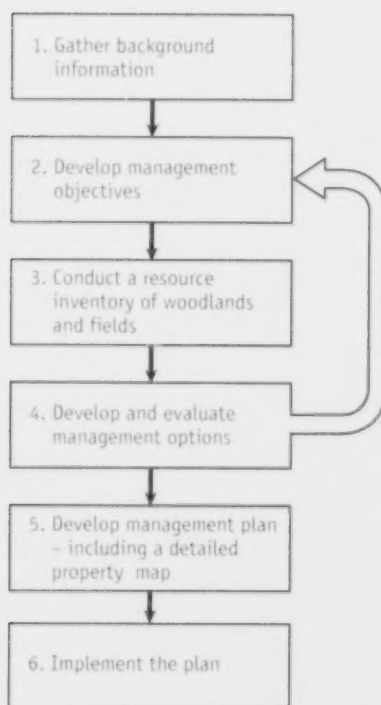 1. Gather background
information
2. Develop management
objectives
3. Conduct a resource
inventory of woodlands
and fields
4. Develop and evaluate
management options
5. Develop management plan
– including a detailed
property map
6. Implement the plan